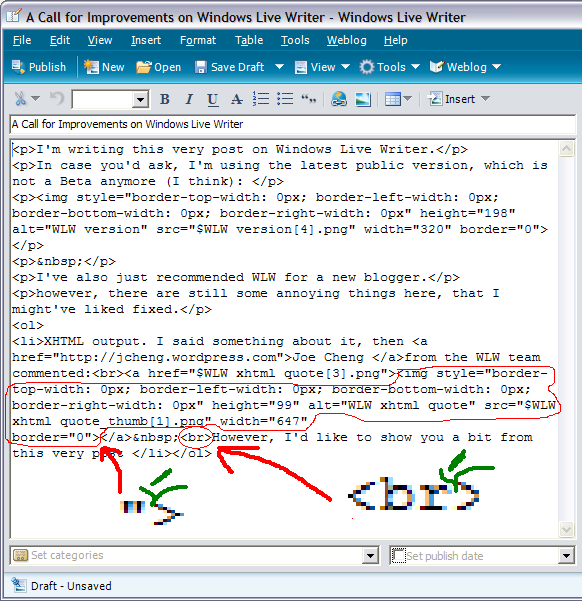 A Call for Improvements on Windows Live Writer - Windows Live Writer
File Edit View Insert Format Table Tools Weblog Help
Publish New Open Save Draft View Tools Weblog
B I U A Insert
A Call for Improvements on Windows Live Writer
<p>I'm writing this very post on Windows Live Writer.</p>
<p>In case you'd ask, I'm using the latest public version, which is
not a Beta anymore (I think): </p>
<p><img style="border-top-width: 0px; border-left-width: 0px;
border-bottom-width: 0px; border-right-width: 0px" height="198"
alt="WLW version" src="$WLW version[4].png" width="320" border="0">
</p>
<p>&nbsp;</p>
<p>I've also just recommended WLW for a new blogger.</p>
<p>however, there are still some annoying things here, that I
might've liked fixed.</p>
<ol>
<li>XHTML output. I said something about it, then <a
href="http://jcheng.wordpress.com">Joe Cheng </a>from the WLW team
commented:<br><a href="$WLW xhtml quote[3].png"><img style="border-
top-width: 0px; border-left-width: 0px; border-bottom-width: 0px;
border-right-width: 0px" height="99" alt="WLW xhtml quote" src="$WLW
xhtml quote_thumb[1].png" width="647"
border="0"></a>&nbsp;<br>However, I'd like to show you a bit from
this very post </li></ol>
"> <br>
Set categories Set publish date
Draft - Unsaved